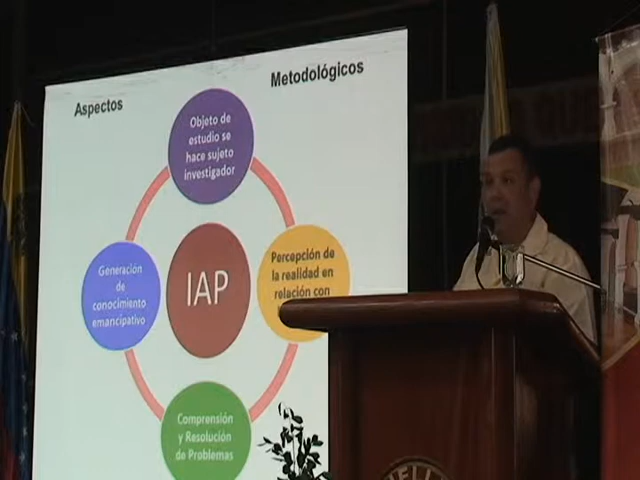 Aspectos
Metodológicos
Objeto de
estudio se
hace sujeto
investigador
Generación
de
conocimiento
emancipativo
IAP
Percepción de
la realidad en
relación con
Comprensión
y Resolución
de Problemas